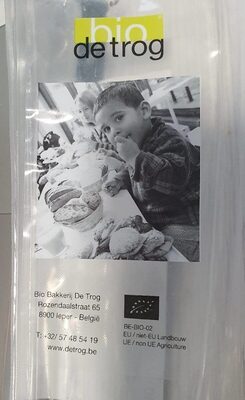 bio
de trog
Bio Bakkerij De Trog
Rozendaalstraat 65
8900 Ieper - België
T: +32/ 57 48 54 19
www.detrog.be
BE-BIO-02
EU / niet-EU Landbouw
UE / non UE Agriculture